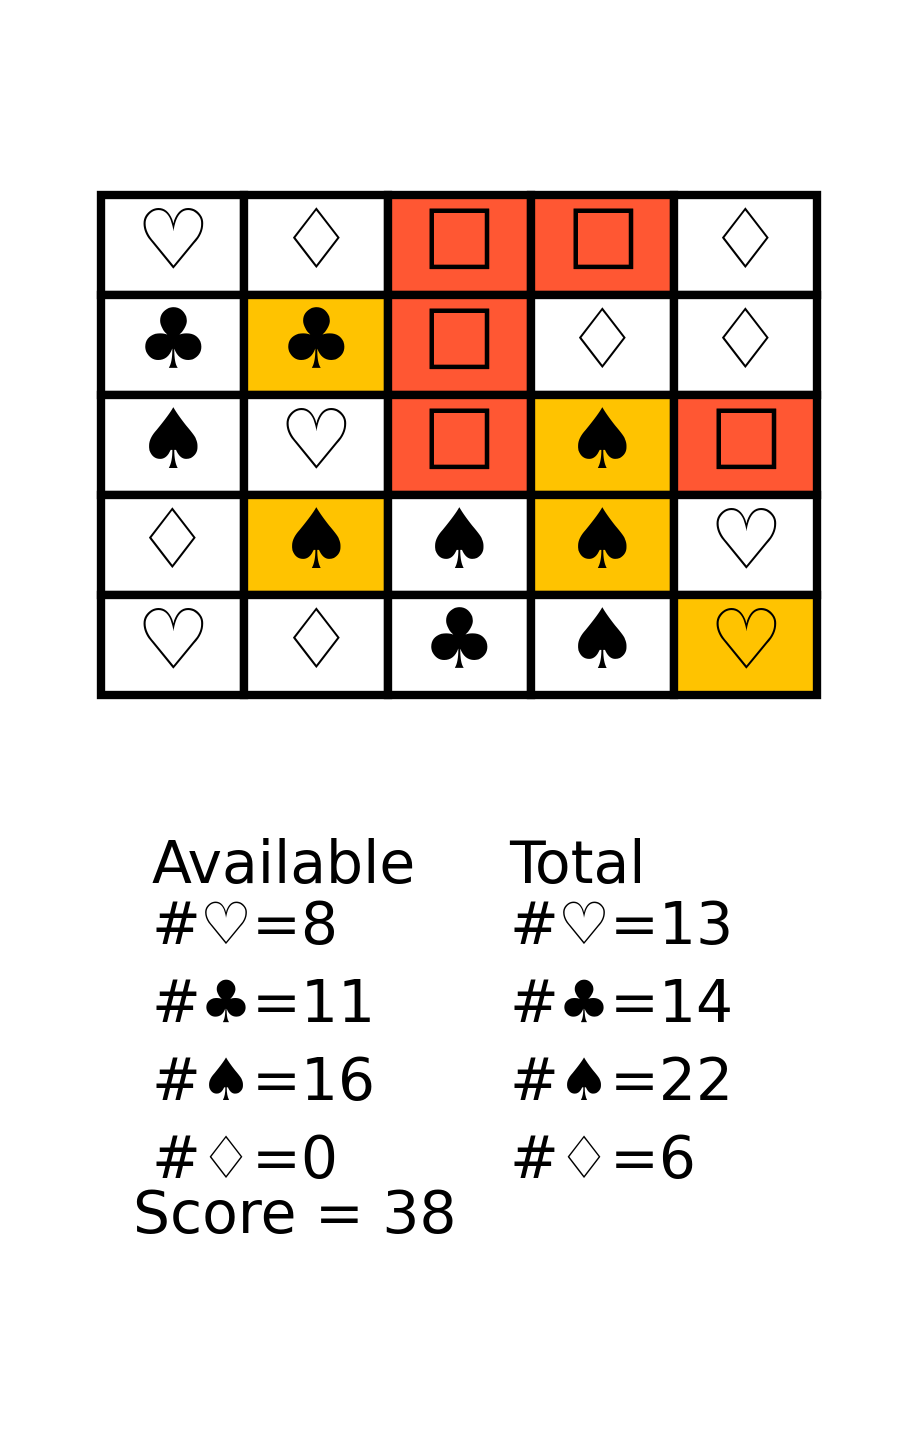 ♡ ♢ □ □ ♢
♣ ♣ □ ♢ ♢
♠ ♡ □ ♠ □
♢ ♠ ♠ ♠ ♡
♡ ♢ ♣ ♠ ♡
Available Total
#♡=8 #♡=13
#♣=11 #♣=14
#♠=16 #♠=22
#♢=0 #♢=6
Score = 38